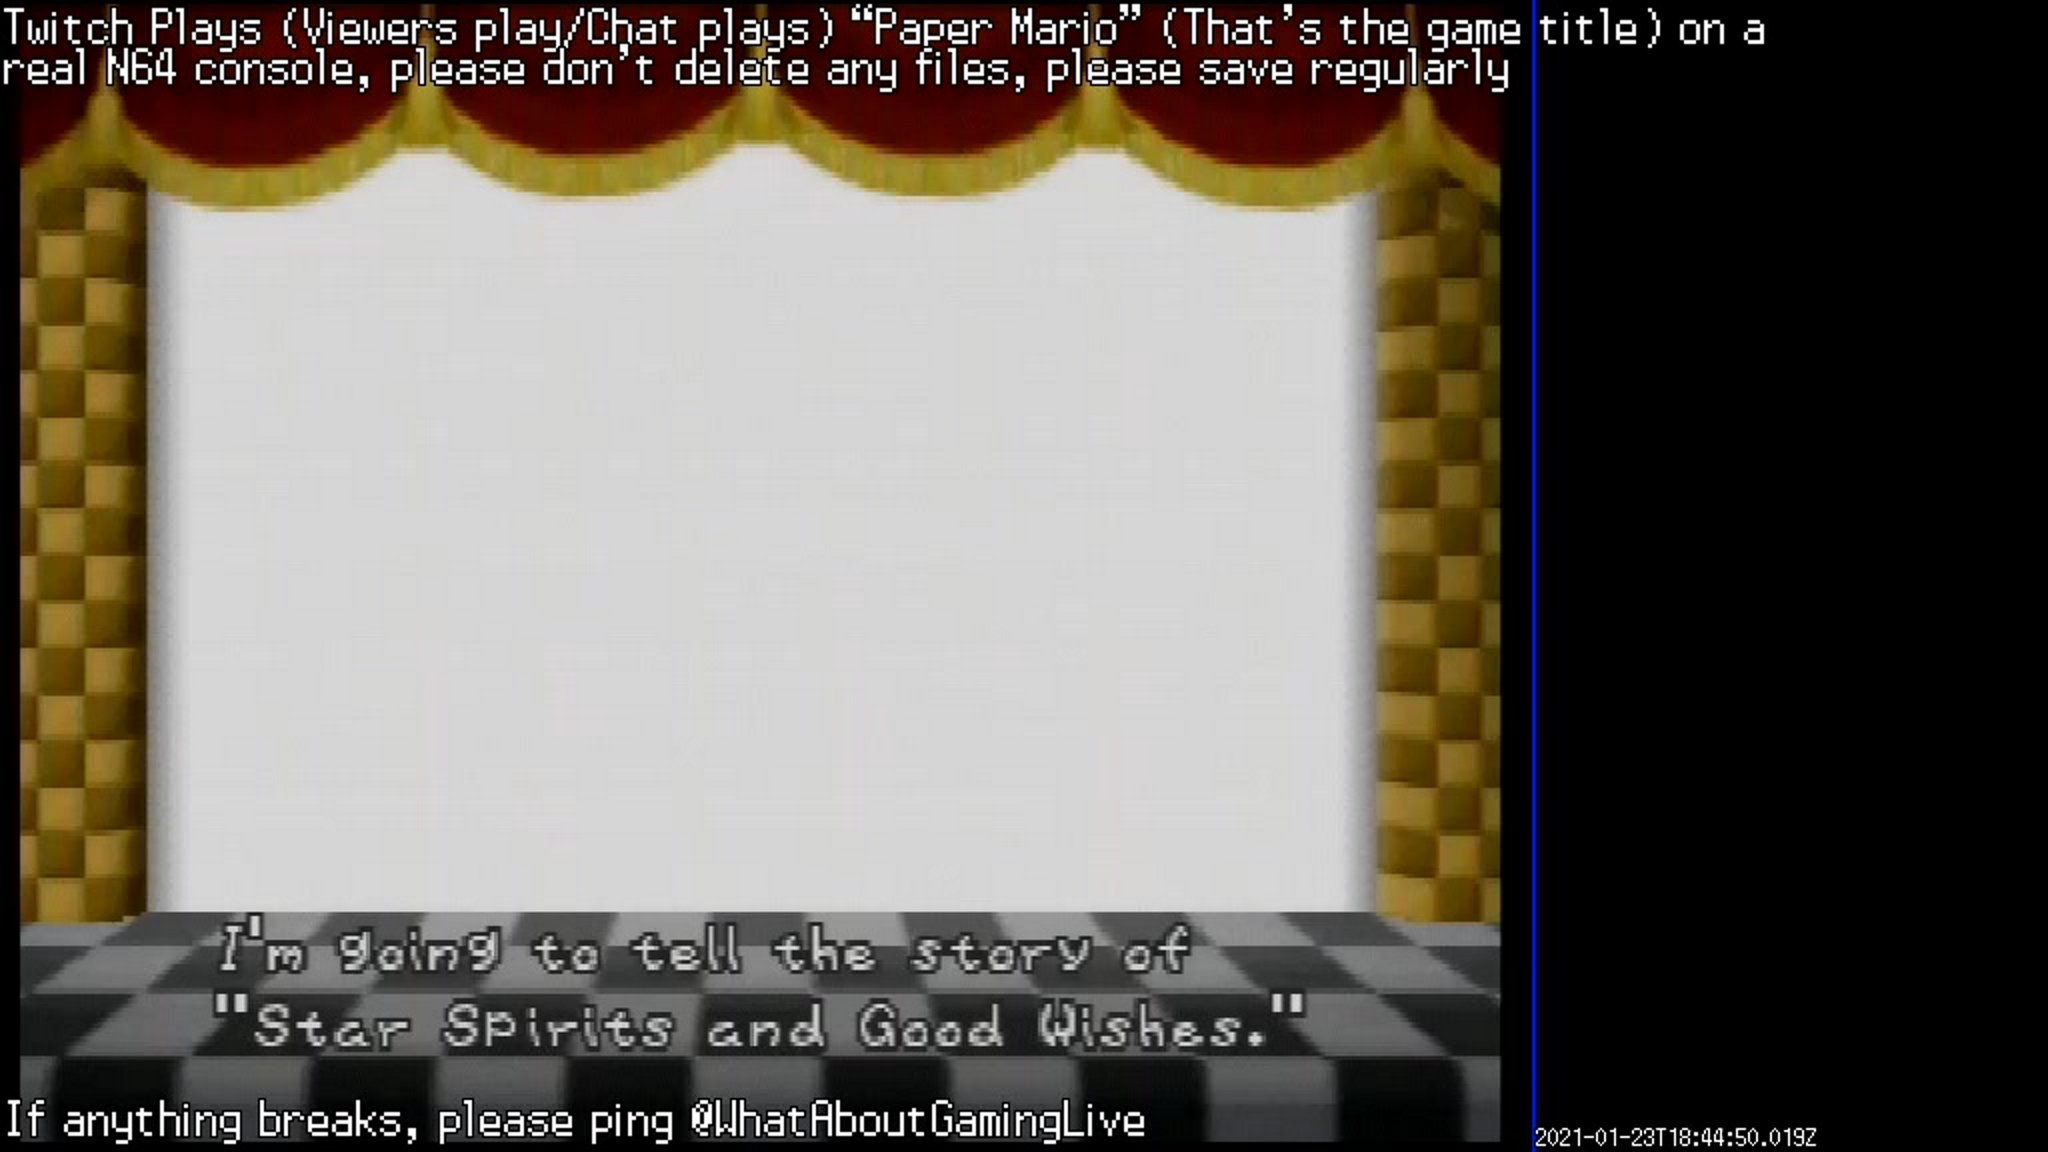 Twitch Plays (Viewers play/Chat plays) “Paper Mario” (That's the game title) on a
real N64 console, please don't delete any files, please save regularly
I'm going to tell the story of
"Star Spirits and Good Wishes."
If anything breaks, please ping @WhatAboutGamingLive
2021-01-23T18:44:50.019Z